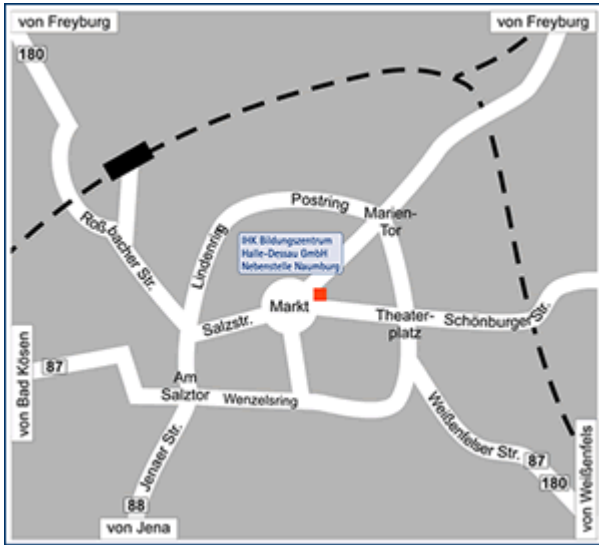 von Freyburg
von Freyburg
180
Postring
Marien-
Tor
Roßbacher Str.
Lindenring
IHK Bildungszentrum
Halle-Dessau GmbH
Nebenstelle Naumburg
Markt
Salzstr.
Theater-
platz
Schönburger Str.
von Bad Kösen
87
Am
Salztor
Wenzelsring
Weißenfelser Str.
Jenaer Str.
87
180
von Weißenfels
88
von Jena